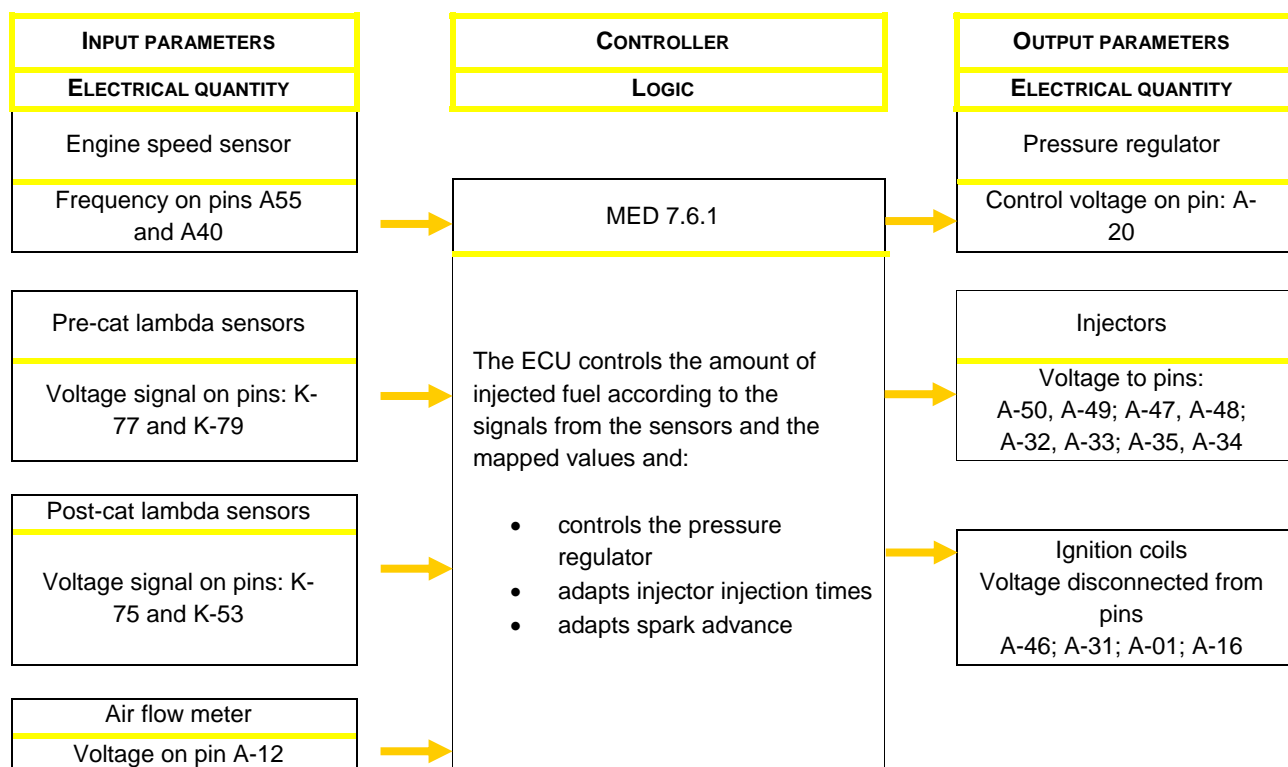 INPUT PARAMETERS
ELECTRICAL QUANTITY
Engine speed sensor
Frequency on pins A55
and A40
Pre-cat lambda sensors
Voltage signal on pins: K-
77 and K-79
Post-cat lambda sensors
Voltage signal on pins: K-
75 and K-53
Air flow meter
Voltage on pin A-12
CONTROLLER
LOGIC
MED 7.6.1
The ECU controls the amount of
injected fuel according to the
signals from the sensors and the
mapped values and:
• controls the pressure
regulator
• adapts injector injection times
• adapts spark advance
OUTPUT PARAMETERS
ELECTRICAL QUANTITY
Pressure regulator
Control voltage on pin: A-
20
Injectors
Voltage to pins:
A-50, A-49; A-47, A-48;
A-32, A-33; A-35, A-34
Ignition coils
Voltage disconnected from
pins
A-46; A-31; A-01; A-16